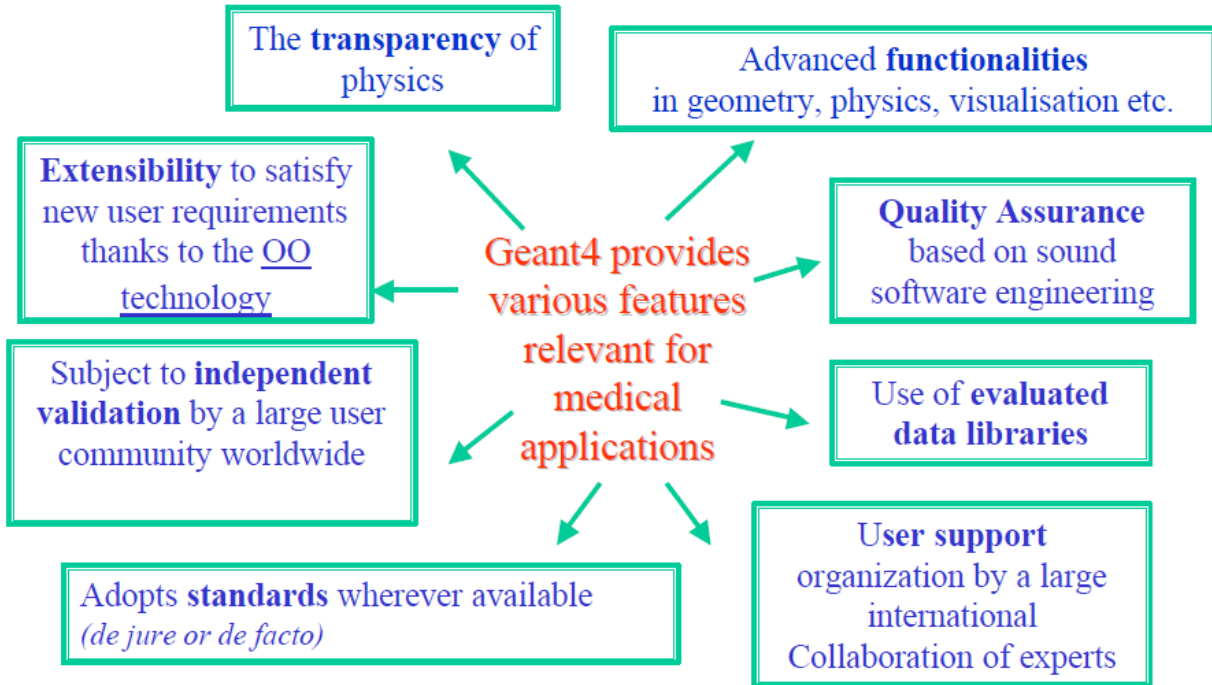 The transparency of
physics
Advanced functionalities
in geometry, physics, visualisation etc.
Extensibility to satisfy
new user requirements
thanks to the OO
technology
Geant4 provides
various features
relevant for
medical
applications
Quality Assurance
based on sound
software engineering
Subject to independent
validation by a large user
community worldwide
Use of evaluated
data libraries
Adopts standards wherever available
(de jure or de facto)
User support
organization by a large
international
Collaboration of experts